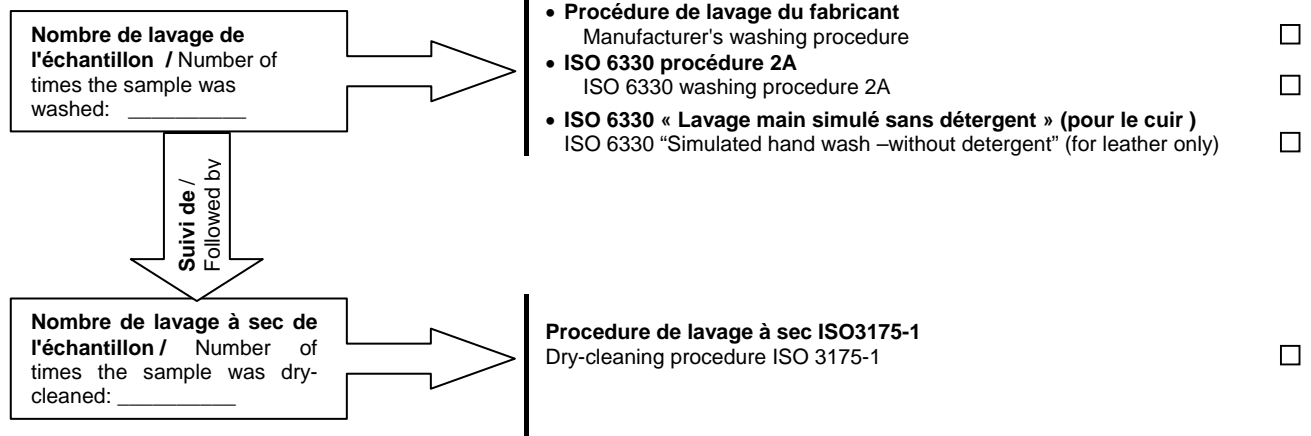 Nombre de lavage de
l'échantillon / Number of
times the sample was
washed: __________
• Procédure de lavage du fabricant
Manufacturer's washing procedure ☐
• ISO 6330 procédure 2A
ISO 6330 washing procedure 2A ☐
• ISO 6330 « Lavage main simulé sans détergent » (pour le cuir )
ISO 6330 “Simulated hand wash –without detergent” (for leather only) ☐
Suivi de /
Followed by
Nombre de lavage à sec de
l'échantillon / Number of
times the sample was dry-
cleaned: __________
Procedure de lavage à sec ISO3175-1
Dry-cleaning procedure ISO 3175-1 ☐